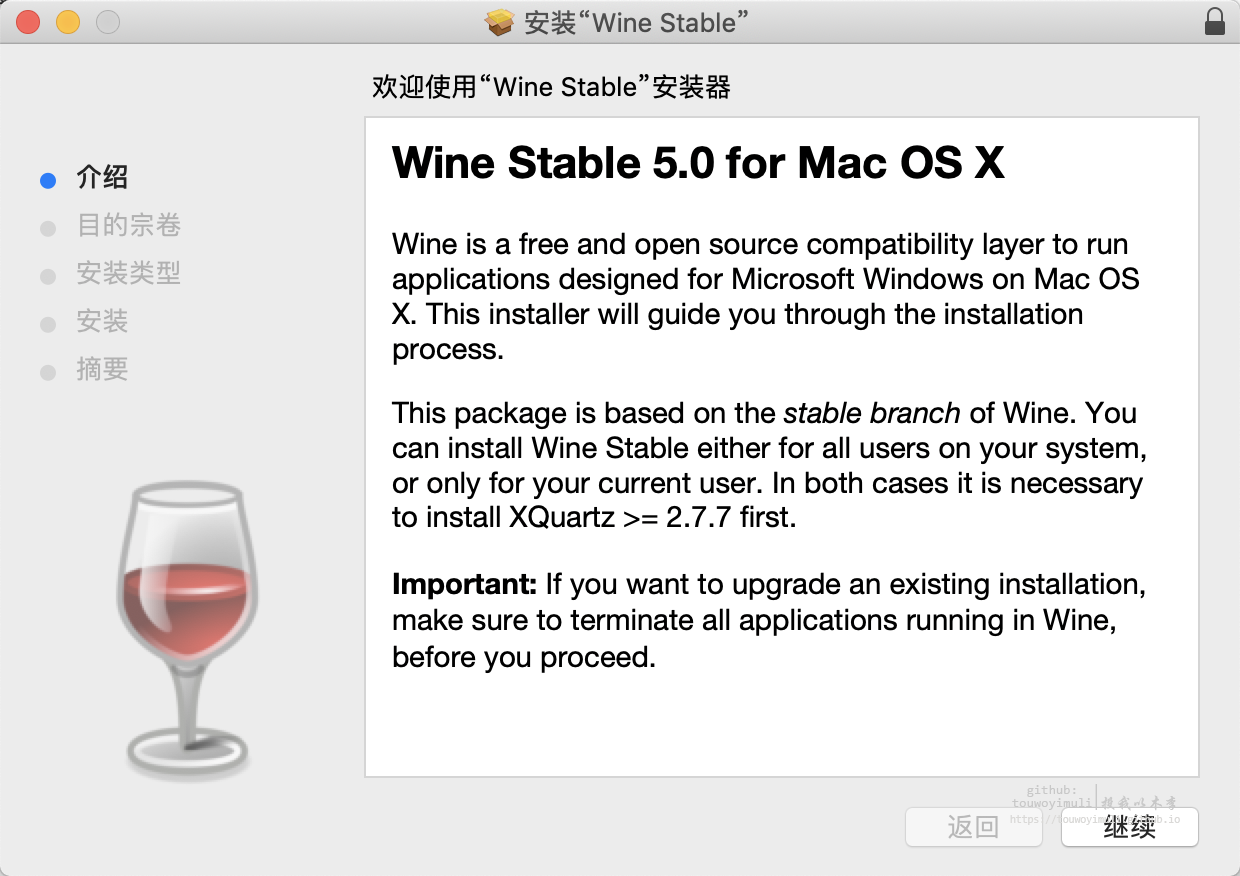 安装“Wine Stable”
欢迎使用“Wine Stable”安装器
介绍
目的宗卷
安装类型
安装
摘要
Wine Stable 5.0 for Mac OS X
Wine is a free and open source compatibility layer to run
applications designed for Microsoft Windows on Mac OS
X. This installer will guide you through the installation
process.
This package is based on the stable branch of Wine. You
can install Wine Stable either for all users on your system,
or only for your current user. In both cases it is necessary
to install XQuartz >= 2.7.7 first.
Important: If you want to upgrade an existing installation,
make sure to terminate all applications running in Wine,
before you proceed.
github:
touwoyimuli
投我以木李
https://touwoyimuli.github.io
返回
继续